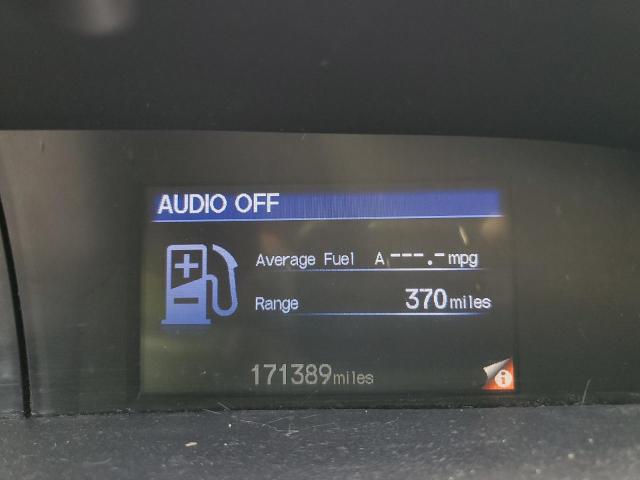 AUDIO OFF
Average Fuel A ---.- mpg
Range 370 miles
171389 miles
i